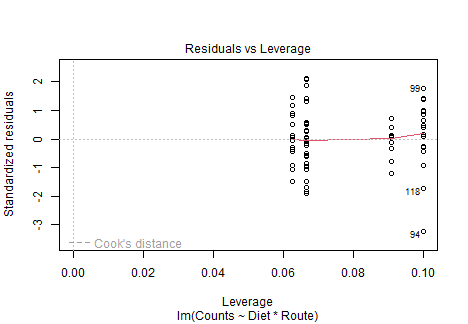 Residuals vs Leverage
Standardized residuals
2
1
0
-1
-2
-3
99
118
94
Cook's distance
0.00 0.02 0.04 0.06 0.08 0.10
Leverage
lm(Counts ~ Diet * Route)